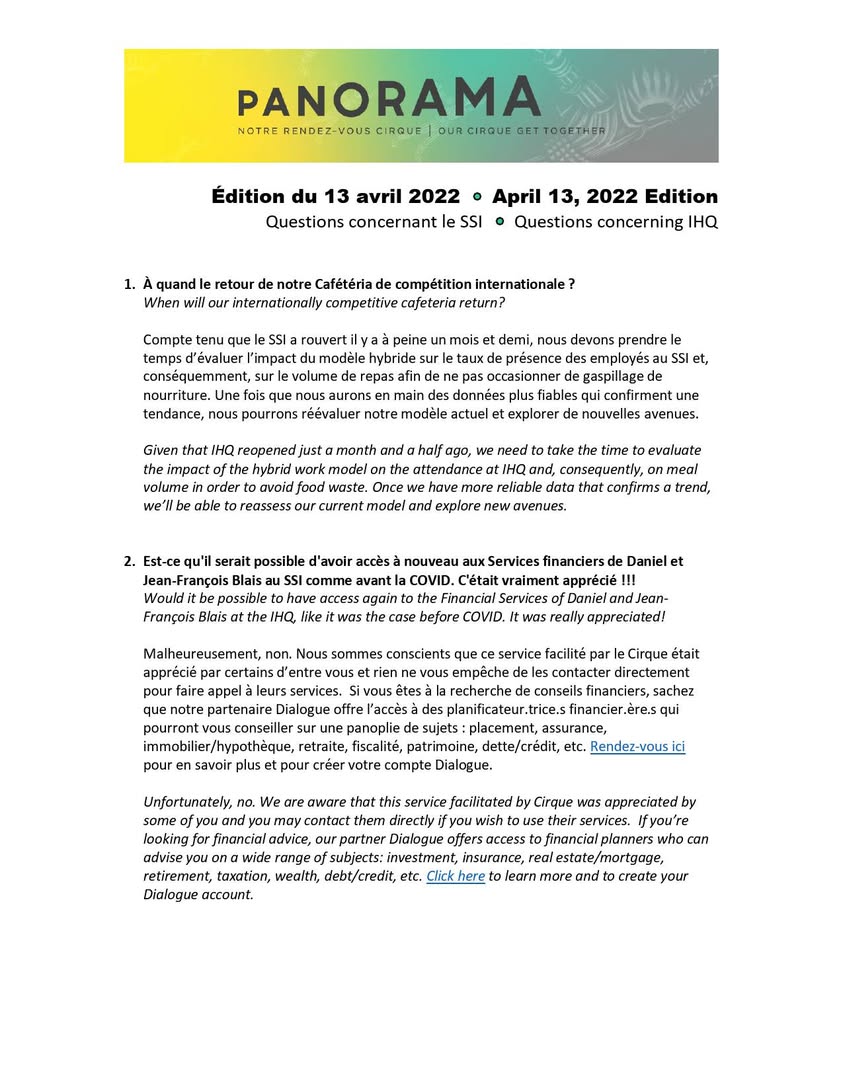 PANORAMA
NOTRE RENDEZ-VOUS CIRQUE | OUR CIRQUE GET TOGETHER
Édition du 13 avril 2022 • April 13, 2022 Edition
Questions concernant le SSI • Questions concerning IHQ
1. À quand le retour de notre Cafétéria de compétition internationale ?
When will our internationally competitive cafeteria return?
Compte tenu que le SSI a rouvert il y a à peine un mois et demi, nous devons prendre le
temps d’évaluer l’impact du modèle hybride sur le taux de présence des employés au SSI et,
conséquemment, sur le volume de repas afin de ne pas occasionner de gaspillage de
nourriture. Une fois que nous aurons en main des données plus fiables qui confirment une
tendance, nous pourrons réévaluer notre modèle actuel et explorer de nouvelles avenues.
Given that IHQ reopened just a month and a half ago, we need to take the time to evaluate
the impact of the hybrid work model on the attendance at IHQ and, consequently, on meal
volume in order to avoid food waste. Once we have more reliable data that confirms a trend,
we’ll be able to reassess our current model and explore new avenues.
2. Est-ce qu'il serait possible d'avoir accès à nouveau aux Services financiers de Daniel et
Jean-François Blais au SSI comme avant la COVID. C'était vraiment apprécié !!!
Would it be possible to have access again to the Financial Services of Daniel and Jean-
François Blais at the IHQ, like it was the case before COVID. It was really appreciated!
Malheureusement, non. Nous sommes conscients que ce service facilité par le Cirque était
apprécié par certains d’entre vous et rien ne vous empêche de les contacter directement
pour faire appel à leurs services.  Si vous êtes à la recherche de conseils financiers, sachez
que notre partenaire Dialogue offre l’accès à des planificateur.trice.s financier.ère.s qui
pourront vous conseiller sur une panoplie de sujets : placement, assurance,
immobilier/hypothèque, retraite, fiscalité, patrimoine, dette/crédit, etc. Rendez-vous ici
pour en savoir plus et pour créer votre compte Dialogue.
Unfortunately, no. We are aware that this service facilitated by Cirque was appreciated by
some of you and you may contact them directly if you wish to use their services.  If you’re
looking for financial advice, our partner Dialogue offers access to financial planners who can
advise you on a wide range of subjects: investment, insurance, real estate/mortgage,
retirement, taxation, wealth, debt/credit, etc. Click here to learn more and to create your
Dialogue account.